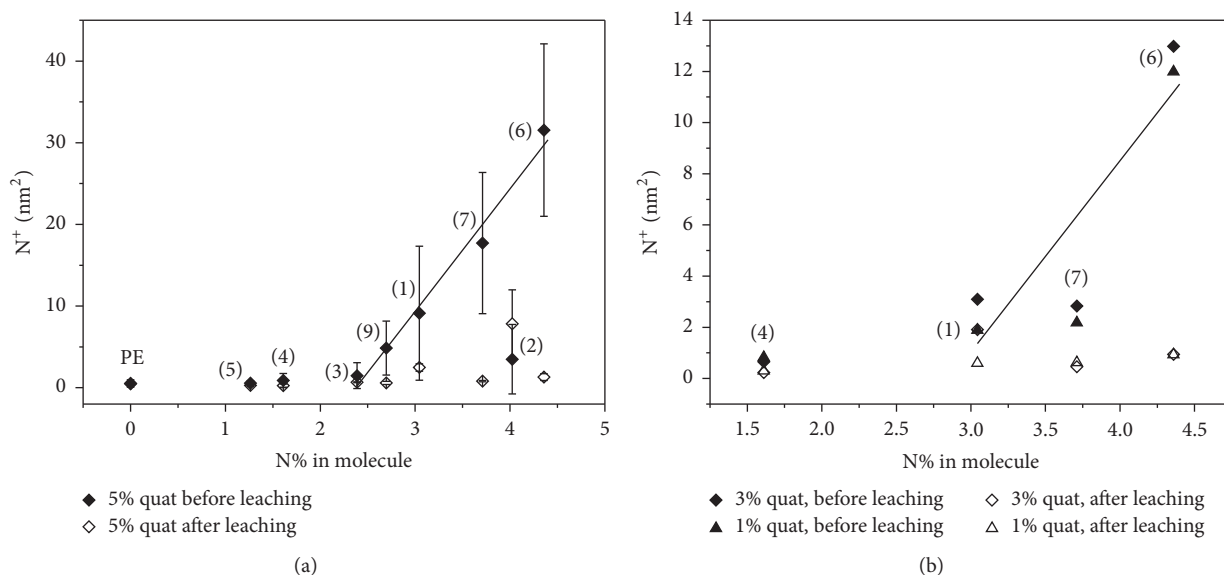 40
30
20
10
0
N⁺ (nm²)
PE
(5)
(4)
(3)
(9)
(1)
(7)
(6)
(2)
0 1 2 3 4 5
N% in molecule
5% quat before leaching
5% quat after leaching
(a)
14
12
10
8
6
4
2
0
N⁺ (nm²)
(4)
(1)
(7)
(6)
1.5 2.0 2.5 3.0 3.5 4.0 4.5
N% in molecule
3% quat, before leaching
1% quat, before leaching
3% quat, after leaching
1% quat, after leaching
(b)